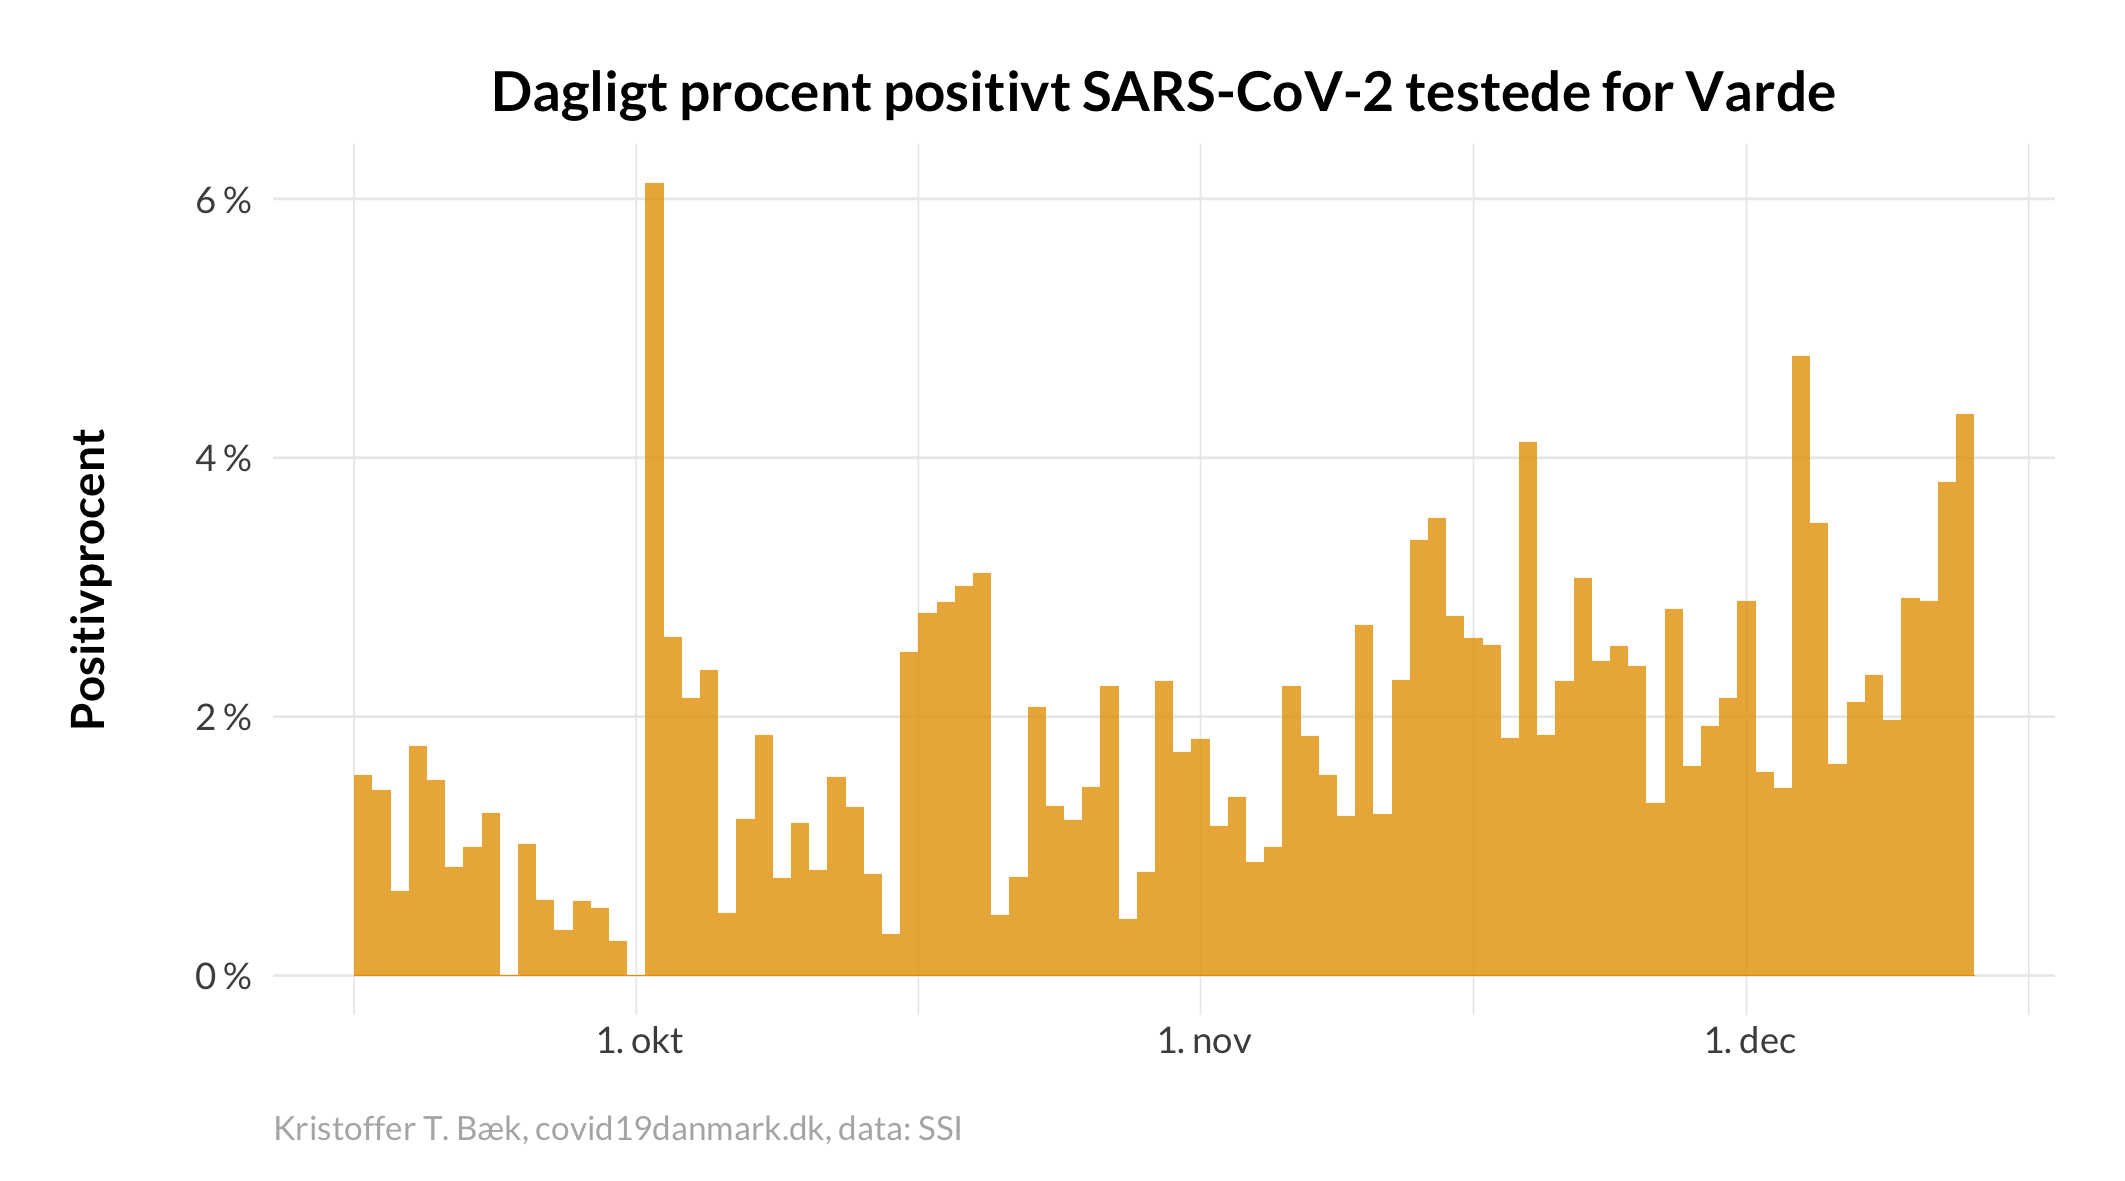 Dagligt procent positivt SARS-CoV-2 testede for Varde
Positivprocent
6 %
4 %
2 %
0 %
1. okt
1. nov
1. dec
Kristoffer T. Bæk, covid19danmark.dk, data: SSI